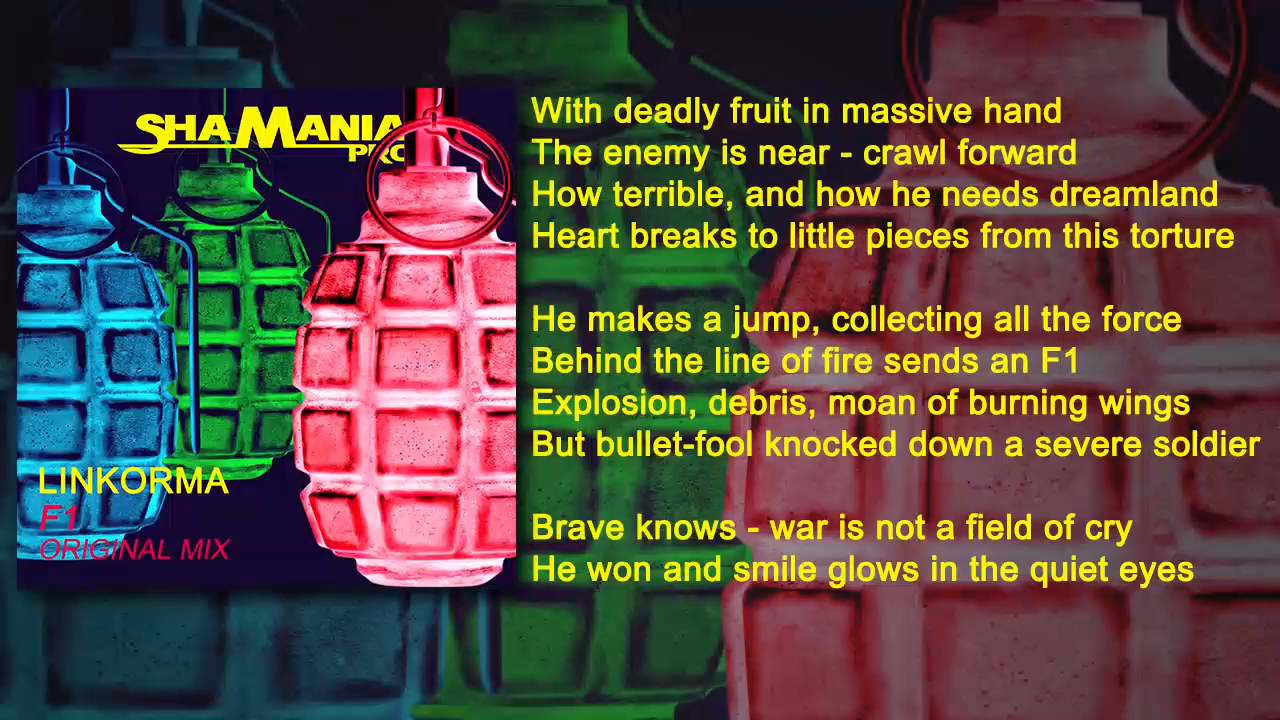 SHAMANIA
PRO
LINKORMA
F1
ORIGINAL MIX
With deadly fruit in massive hand
The enemy is near - crawl forward
How terrible, and how he needs dreamland
Heart breaks to little pieces from this torture
He makes a jump, collecting all the force
Behind the line of fire sends an F1
Explosion, debris, moan of burning wings
But bullet-fool knocked down a severe soldier
Brave knows - war is not a field of cry
He won and smile glows in the quiet eyes